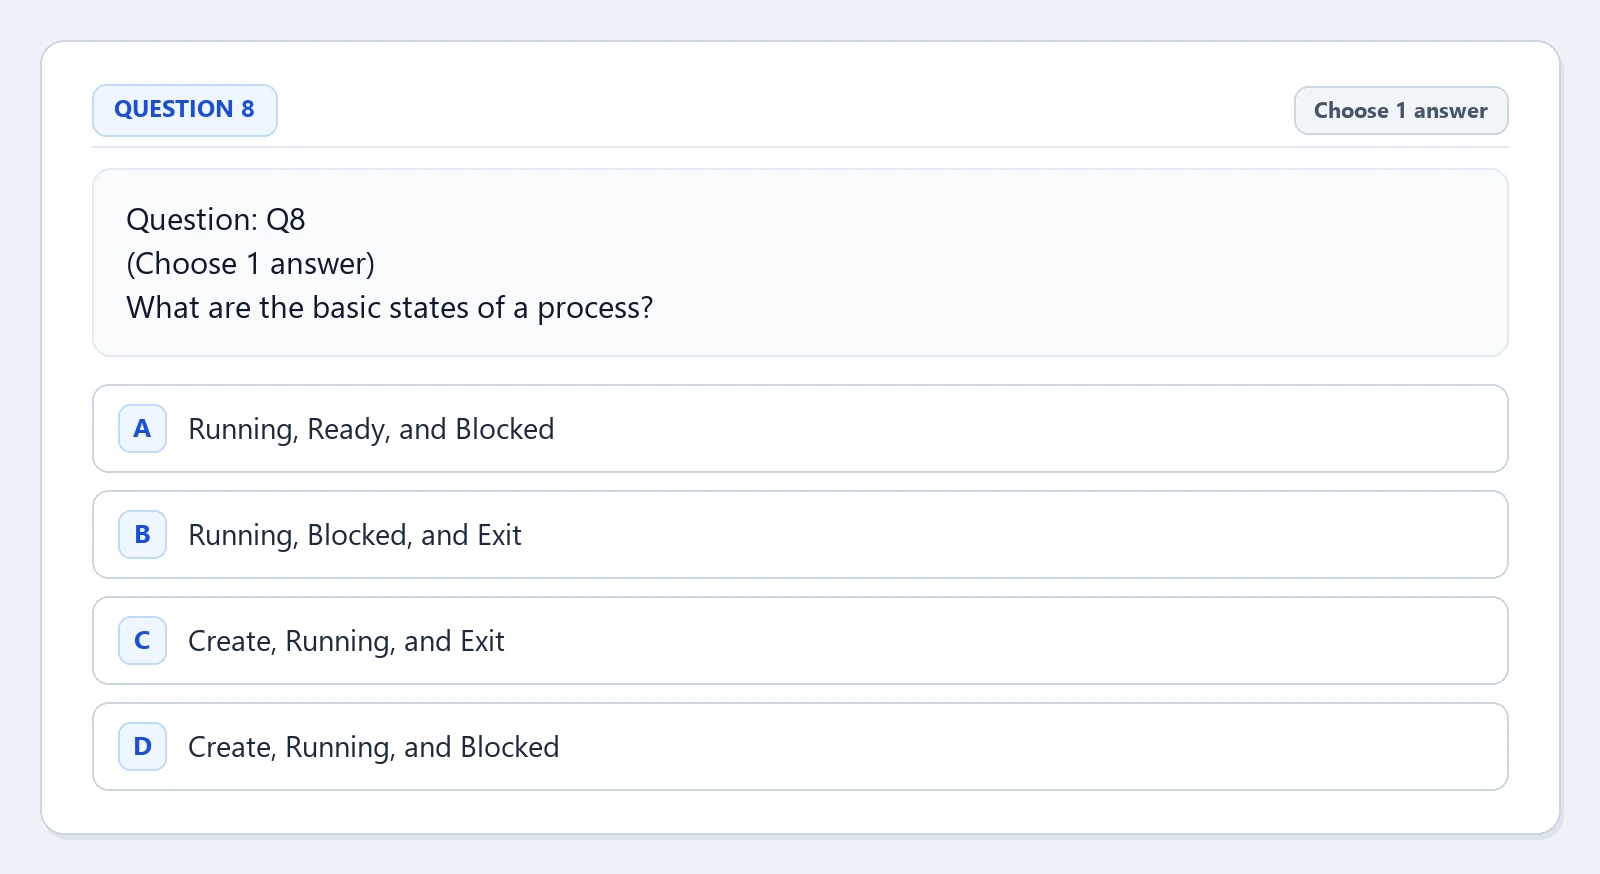 QUESTION 8
Choose 1 answer
Question: Q8
(Choose 1 answer)
What are the basic states of a process?
A Running, Ready, and Blocked
B Running, Blocked, and Exit
C Create, Running, and Exit
D Create, Running, and Blocked